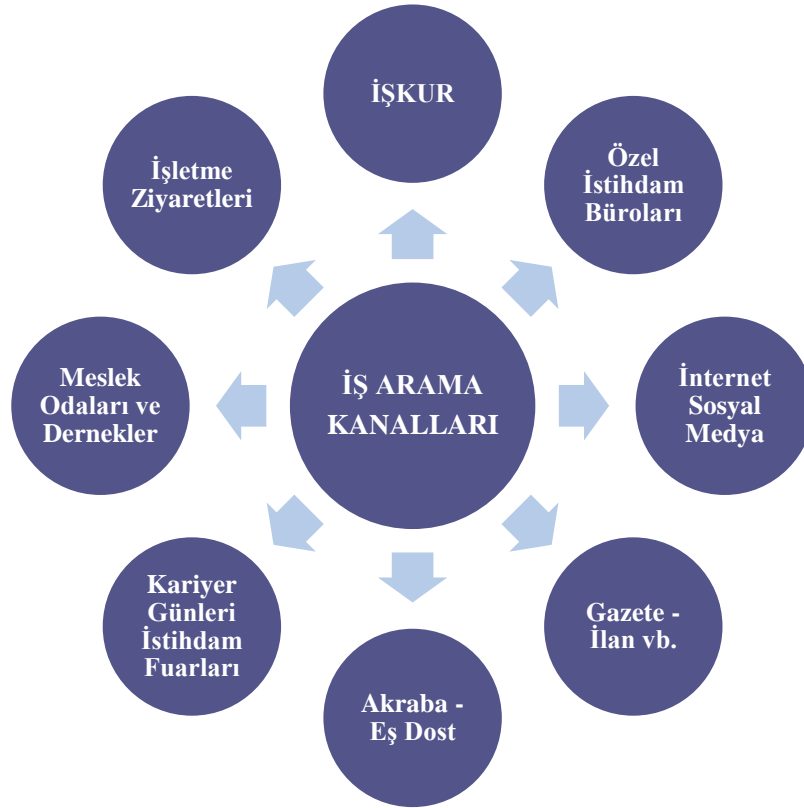 İŞKUR
Özel
İstihdam
Büroları
İnternet
Sosyal
Medya
Gazete -
İlan vb.
Akraba -
Eş Dost
Kariyer
Günleri
İstihdam
Fuarları
Meslek
Odaları ve
Dernekler
İşletme
Ziyaretleri
İŞ ARAMA
KANALLARI